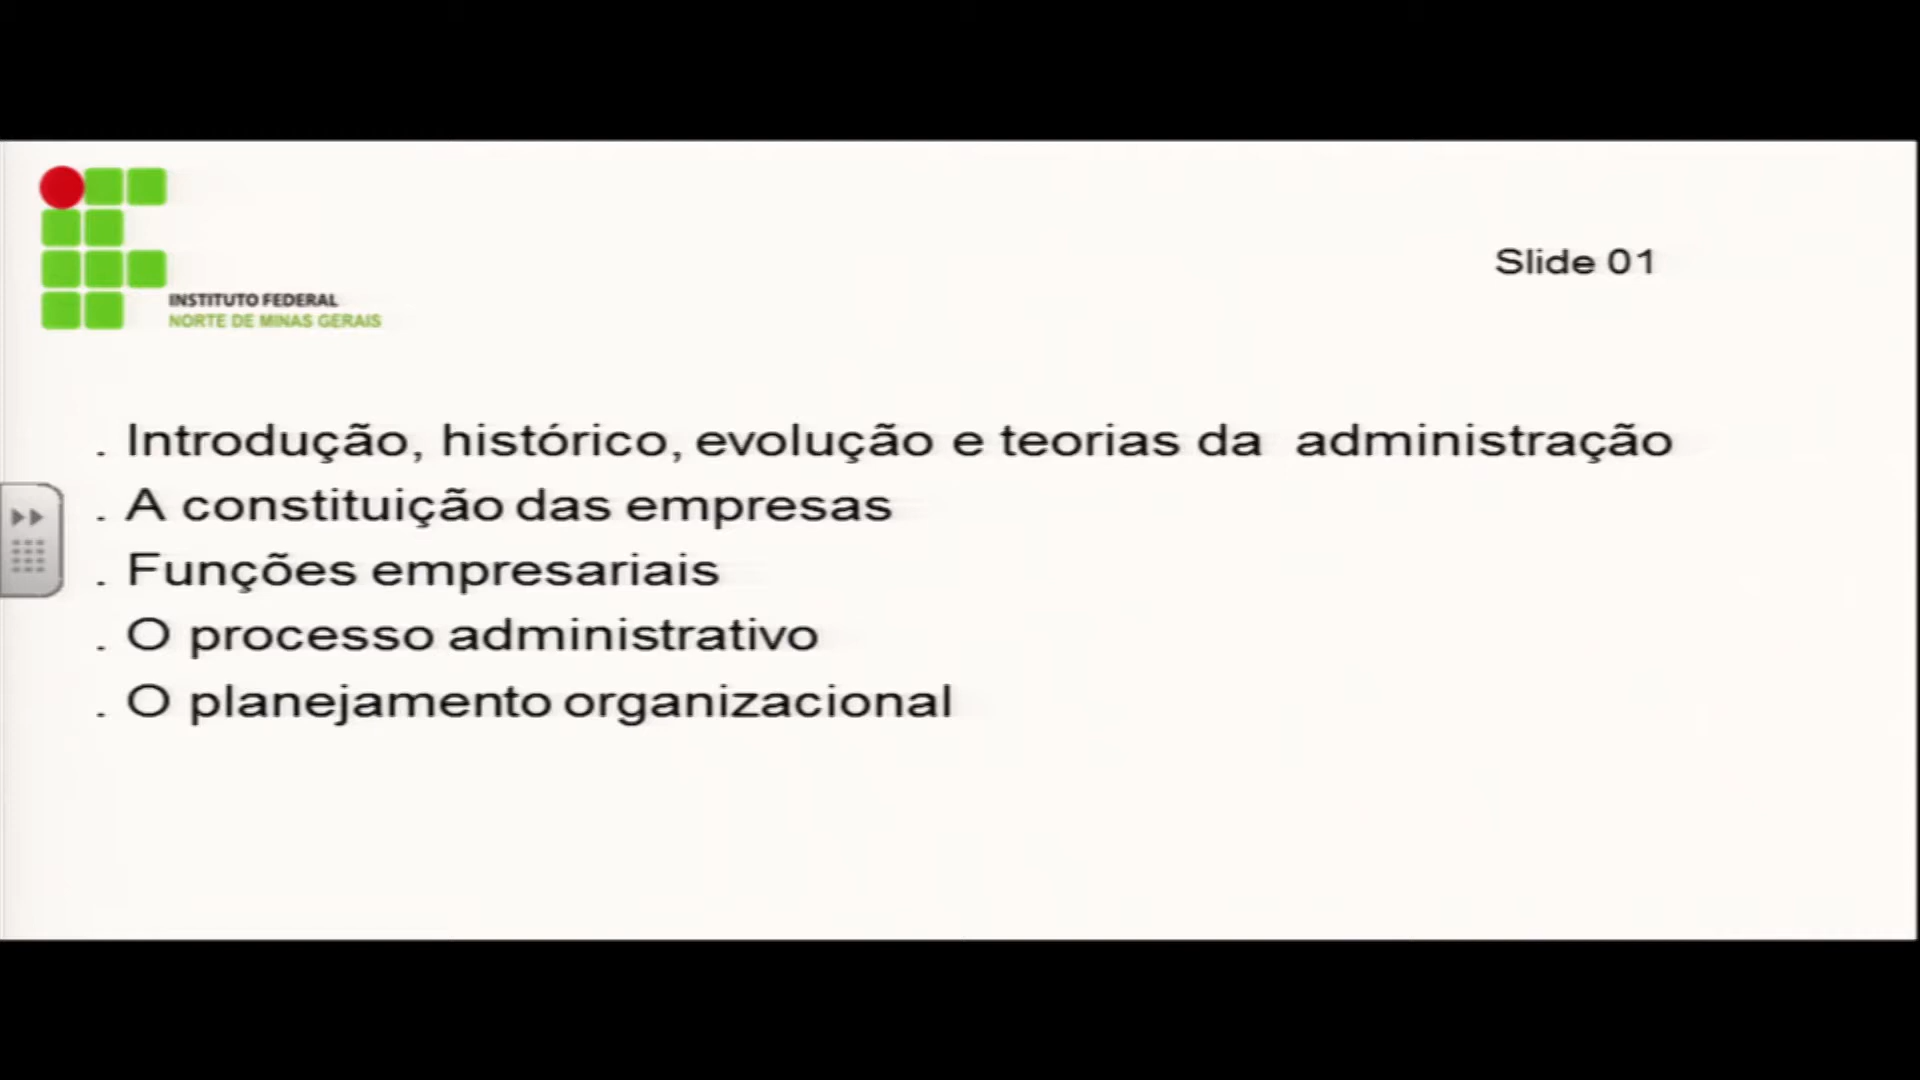 Slide 01
INSTITUTO FEDERAL
NORTE DE MINAS GERAIS
. Introdução, histórico, evolução e teorias da administração
. A constituição das empresas
. Funções empresariais
. O processo administrativo
. O planejamento organizacional